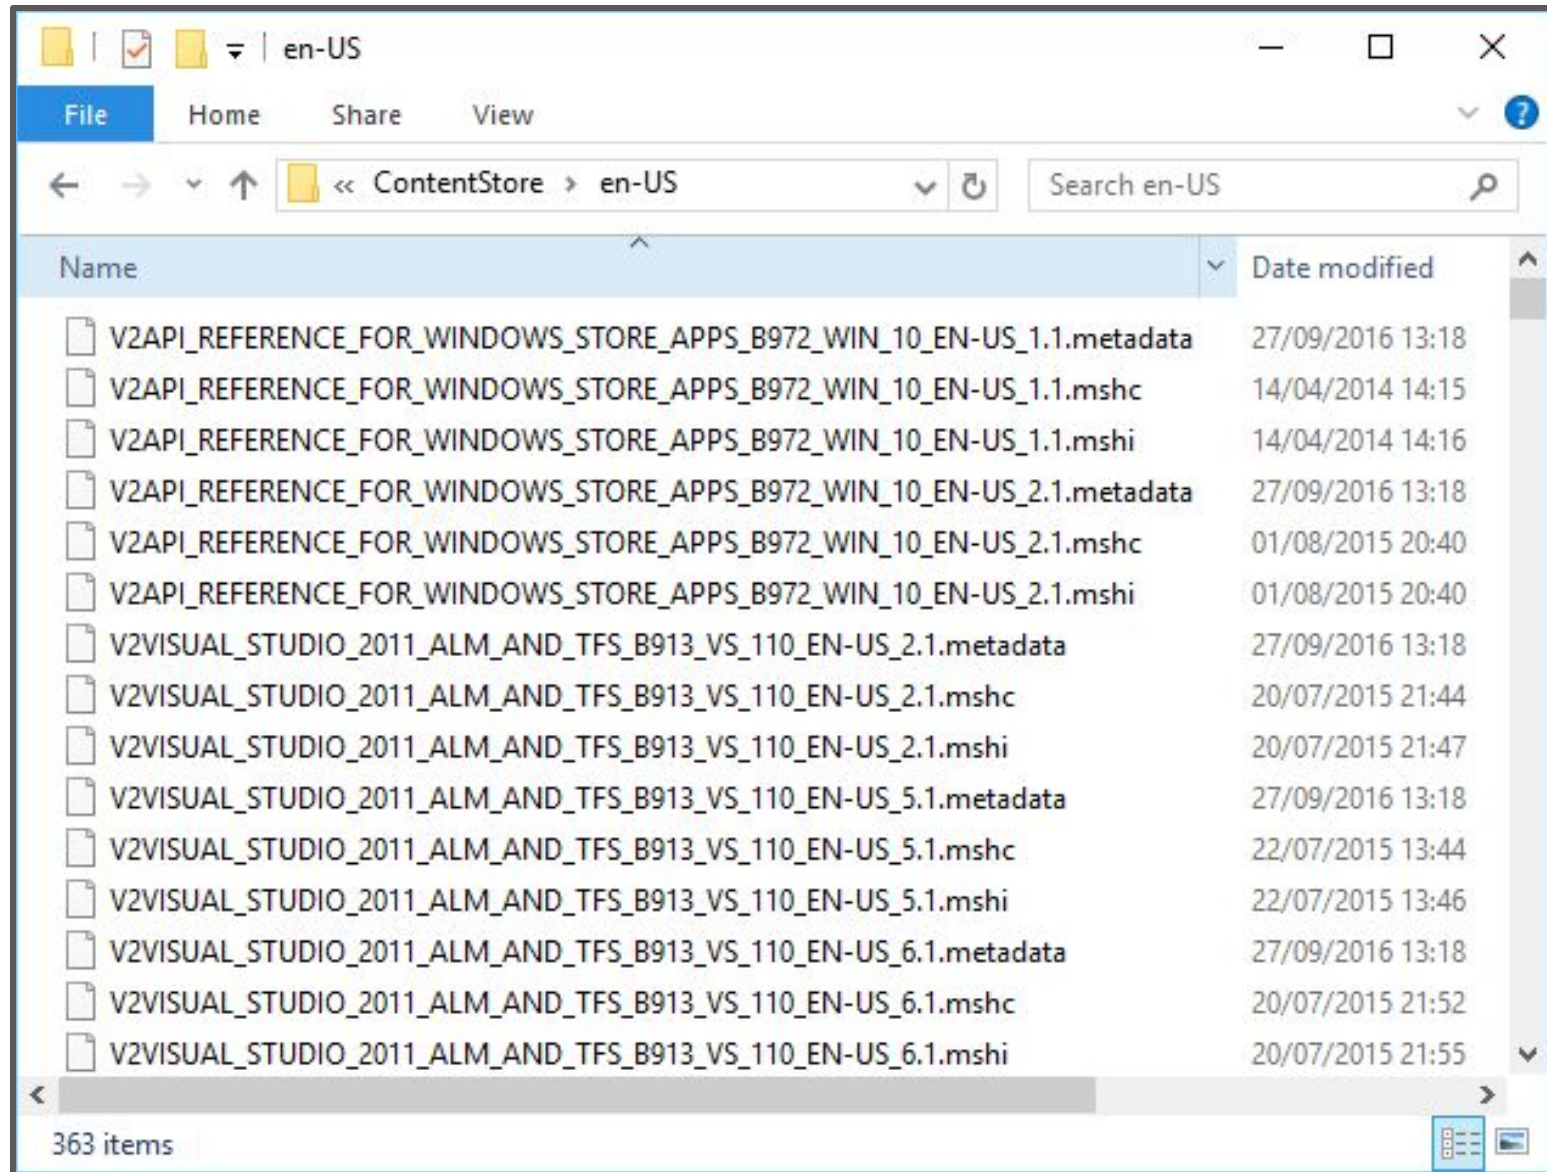 en-US
File Home Share View
« ContentStore > en-US Search en-US
Name Date modified
V2API_REFERENCE_FOR_WINDOWS_STORE_APPS_B972_WIN_10_EN-US_1.1.metadata 27/09/2016 13:18
V2API_REFERENCE_FOR_WINDOWS_STORE_APPS_B972_WIN_10_EN-US_1.1.mshc 14/04/2014 14:15
V2API_REFERENCE_FOR_WINDOWS_STORE_APPS_B972_WIN_10_EN-US_1.1.mshi 14/04/2014 14:16
V2API_REFERENCE_FOR_WINDOWS_STORE_APPS_B972_WIN_10_EN-US_2.1.metadata 27/09/2016 13:18
V2API_REFERENCE_FOR_WINDOWS_STORE_APPS_B972_WIN_10_EN-US_2.1.mshc 01/08/2015 20:40
V2API_REFERENCE_FOR_WINDOWS_STORE_APPS_B972_WIN_10_EN-US_2.1.mshi 01/08/2015 20:40
V2VISUAL_STUDIO_2011_ALM_AND_TFS_B913_VS_110_EN-US_2.1.metadata 27/09/2016 13:18
V2VISUAL_STUDIO_2011_ALM_AND_TFS_B913_VS_110_EN-US_2.1.mshc 20/07/2015 21:44
V2VISUAL_STUDIO_2011_ALM_AND_TFS_B913_VS_110_EN-US_2.1.mshi 20/07/2015 21:47
V2VISUAL_STUDIO_2011_ALM_AND_TFS_B913_VS_110_EN-US_5.1.metadata 27/09/2016 13:18
V2VISUAL_STUDIO_2011_ALM_AND_TFS_B913_VS_110_EN-US_5.1.mshc 22/07/2015 13:44
V2VISUAL_STUDIO_2011_ALM_AND_TFS_B913_VS_110_EN-US_5.1.mshi 22/07/2015 13:46
V2VISUAL_STUDIO_2011_ALM_AND_TFS_B913_VS_110_EN-US_6.1.metadata 27/09/2016 13:18
V2VISUAL_STUDIO_2011_ALM_AND_TFS_B913_VS_110_EN-US_6.1.mshc 20/07/2015 21:52
V2VISUAL_STUDIO_2011_ALM_AND_TFS_B913_VS_110_EN-US_6.1.mshi 20/07/2015 21:55
363 items